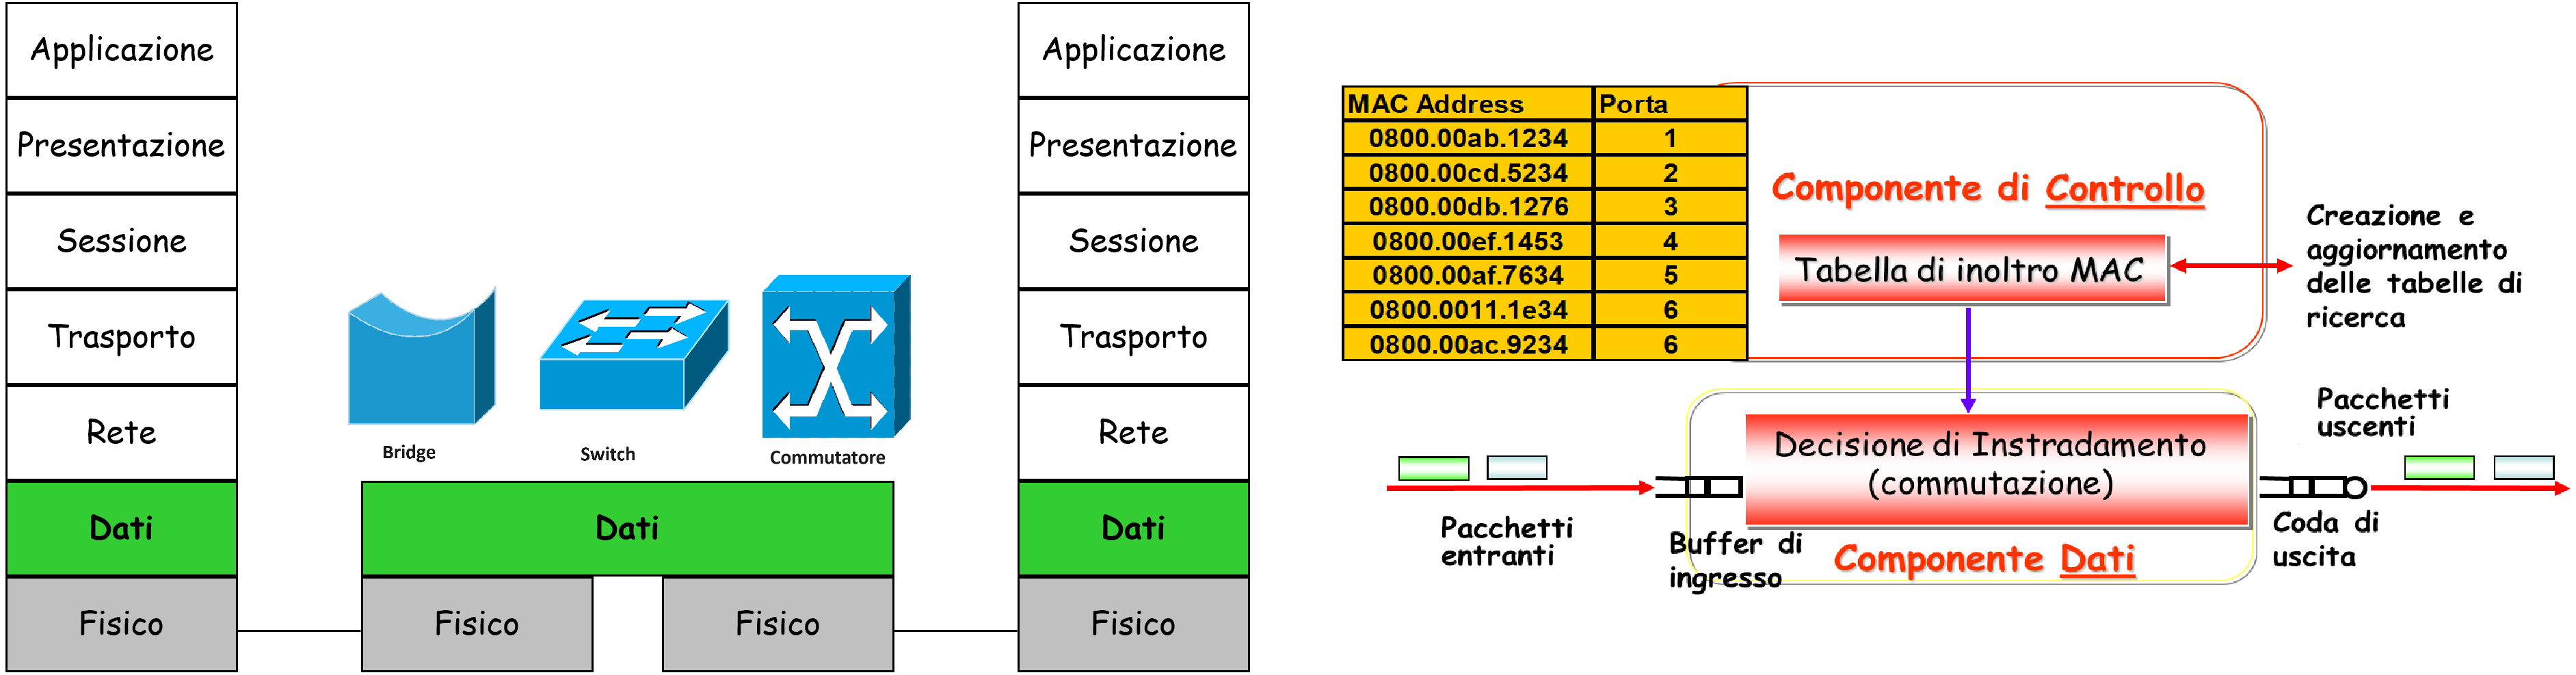 Applicazione
Presentazione
Sessione
Trasporto
Rete
Dati
Fisico
Bridge
Switch
Commutatore
Dati
Fisico
Fisico
Applicazione
Presentazione
Sessione
Trasporto
Rete
Dati
Fisico
MAC Address Porta
0800.00ab.1234 1
0800.00cd.5234 2
0800.00db.1276 3
0800.00ef.1453 4
0800.00af.7634 5
0800.0011.1e34 6
0800.00ac.9234 6
Componente di Controllo
Tabella di inoltro MAC
Creazione e
aggiornamento
delle tabelle di
ricerca
Decisione di Instradamento
(commutazione)
Componente Dati
Pacchetti
entranti
Buffer di
ingresso
Pacchetti
uscenti
Coda di
uscita